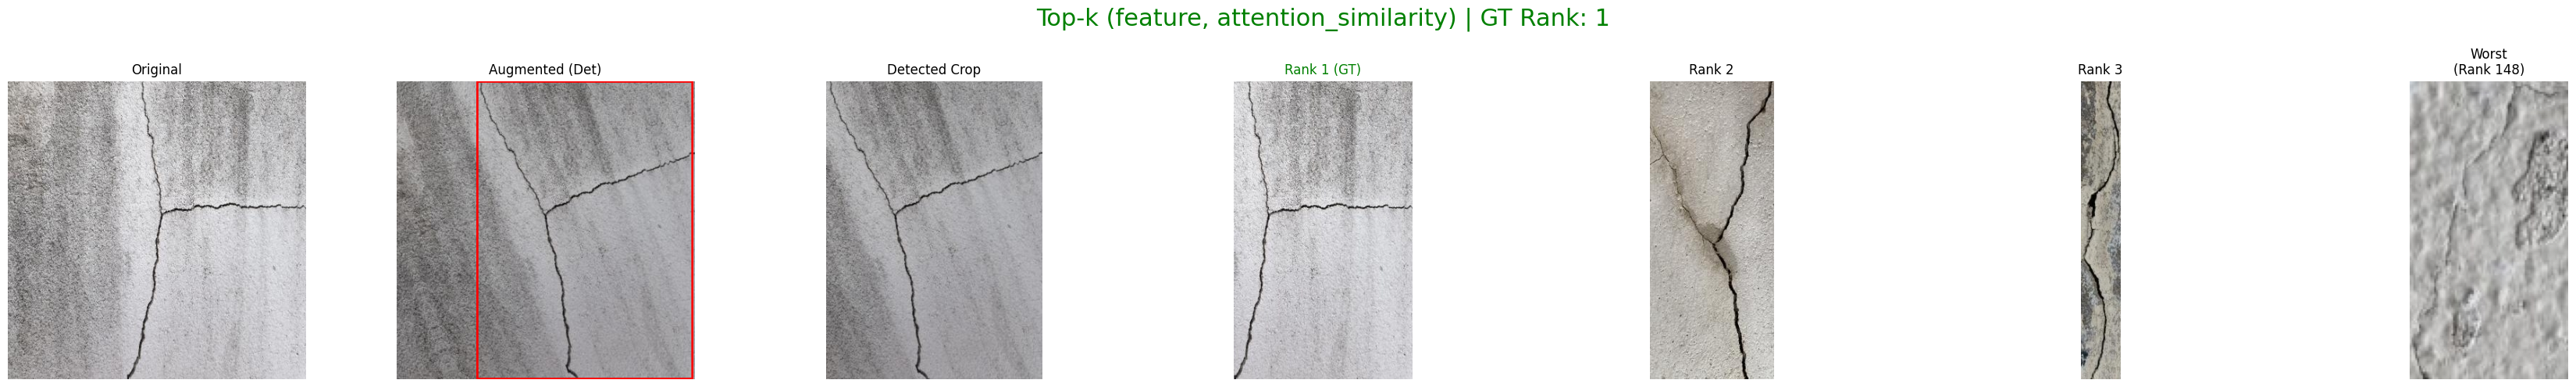 Top-k (feature, attention_similarity) | GT Rank: 1
Original
Augmented (Det)
Detected Crop
Rank 1 (GT)
Rank 2
Rank 3
Worst
(Rank 148)